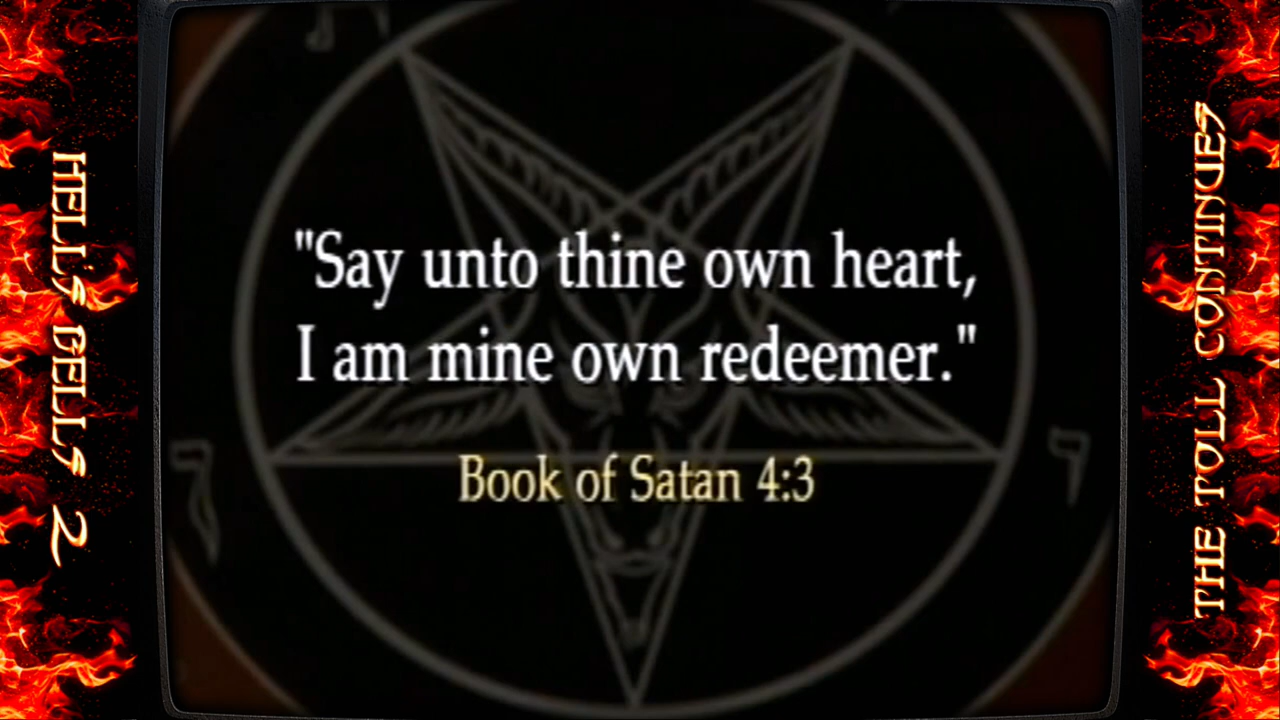 HELL'S BELLS 2
"Say unto thine own heart,
I am mine own redeemer."
Book of Satan 4:3
THE TOLL CONTINUES